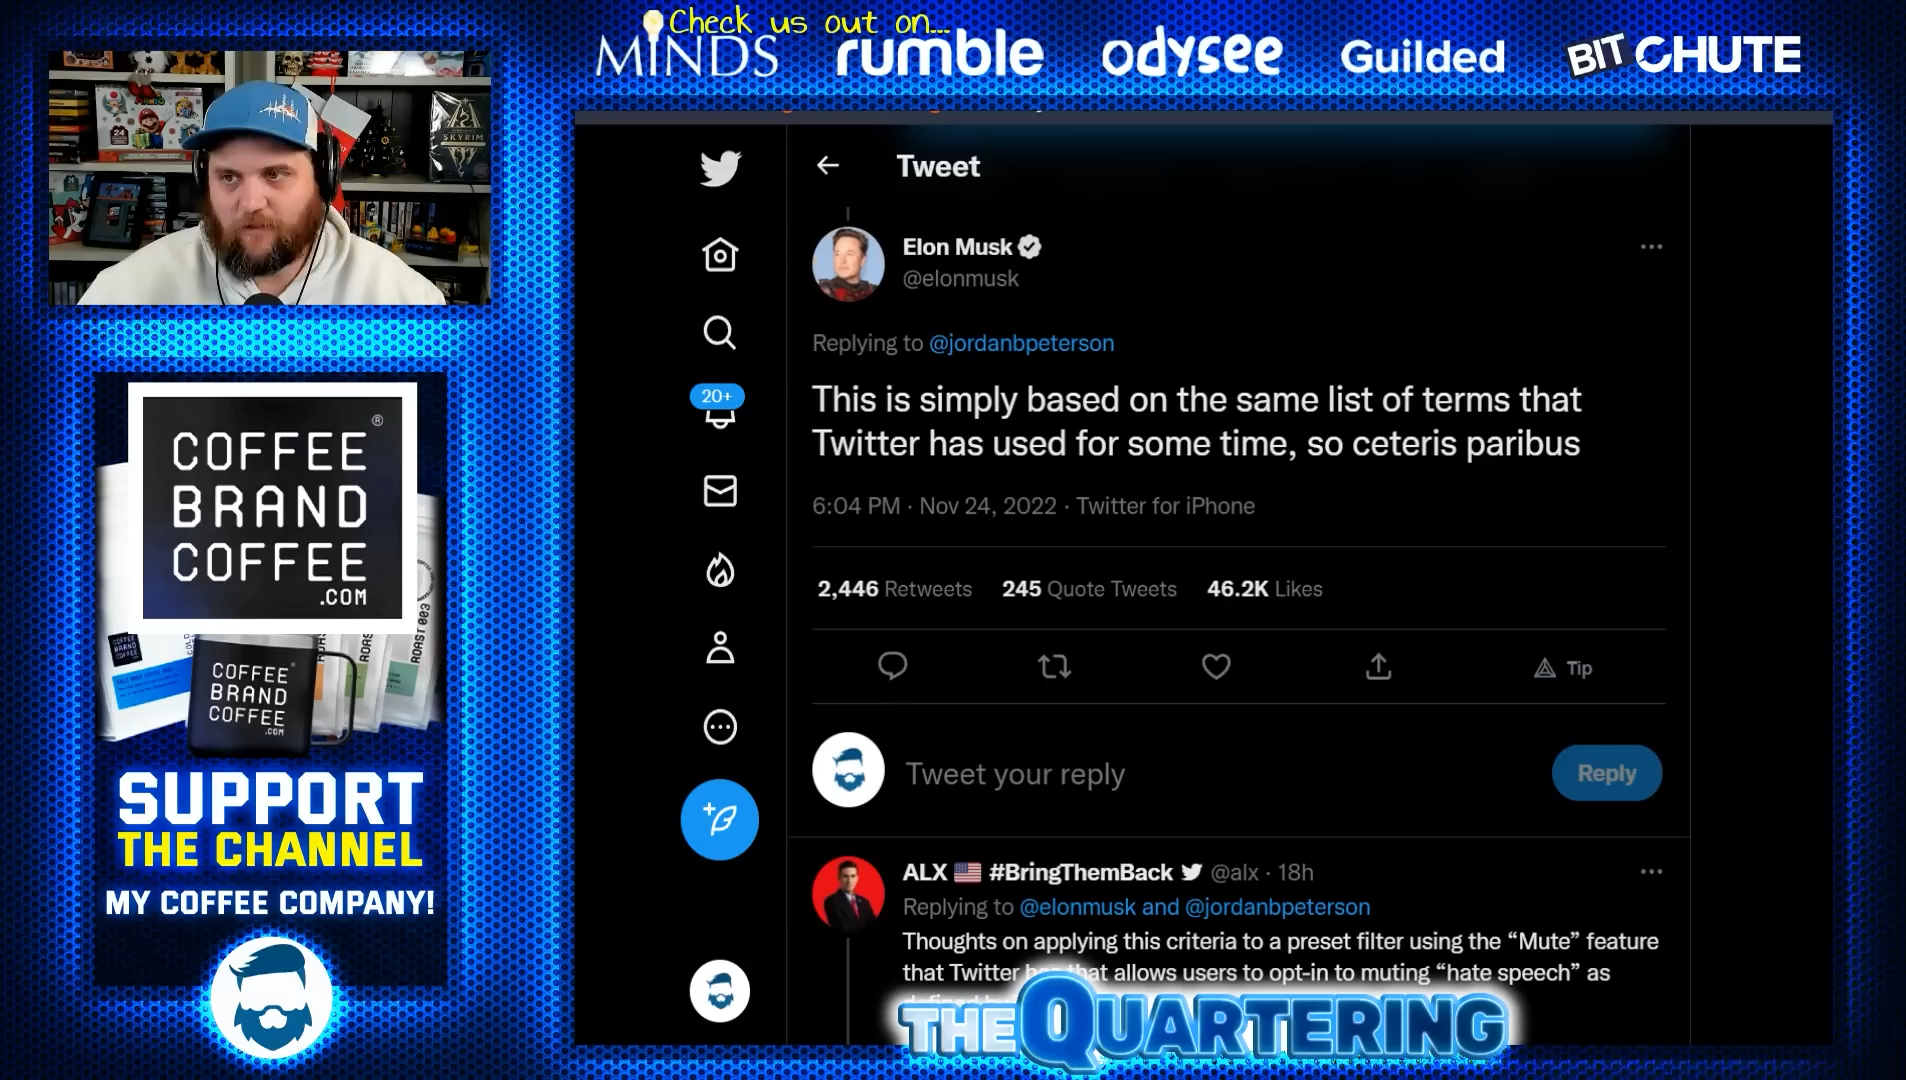 Check us out on...
MINDS
rumble
odysee
Guilded
BITCHUTE
SKYRIM
COFFEE
BRAND
COFFEE
.COM
®
ROAST 003
COFFEE
BRAND
COFFEE
.COM
SUPPORT
THE CHANNEL
MY COFFEE COMPANY!
Tweet
Elon Musk
@elonmusk
Replying to @jordanbpeterson
This is simply based on the same list of terms that
Twitter has used for some time, so ceteris paribus
6:04 PM · Nov 24, 2022 · Twitter for iPhone
2,446 Retweets 245 Quote Tweets 46.2K Likes
Tip
20+
Tweet your reply
Reply
ALX #BringThemBack @alx · 18h
Replying to @elonmusk and @jordanbpeterson
Thoughts on applying this criteria to a preset filter using the “Mute” feature
that Twitter has that allows users to opt-in to muting “hate speech” as
THE QUARTERING